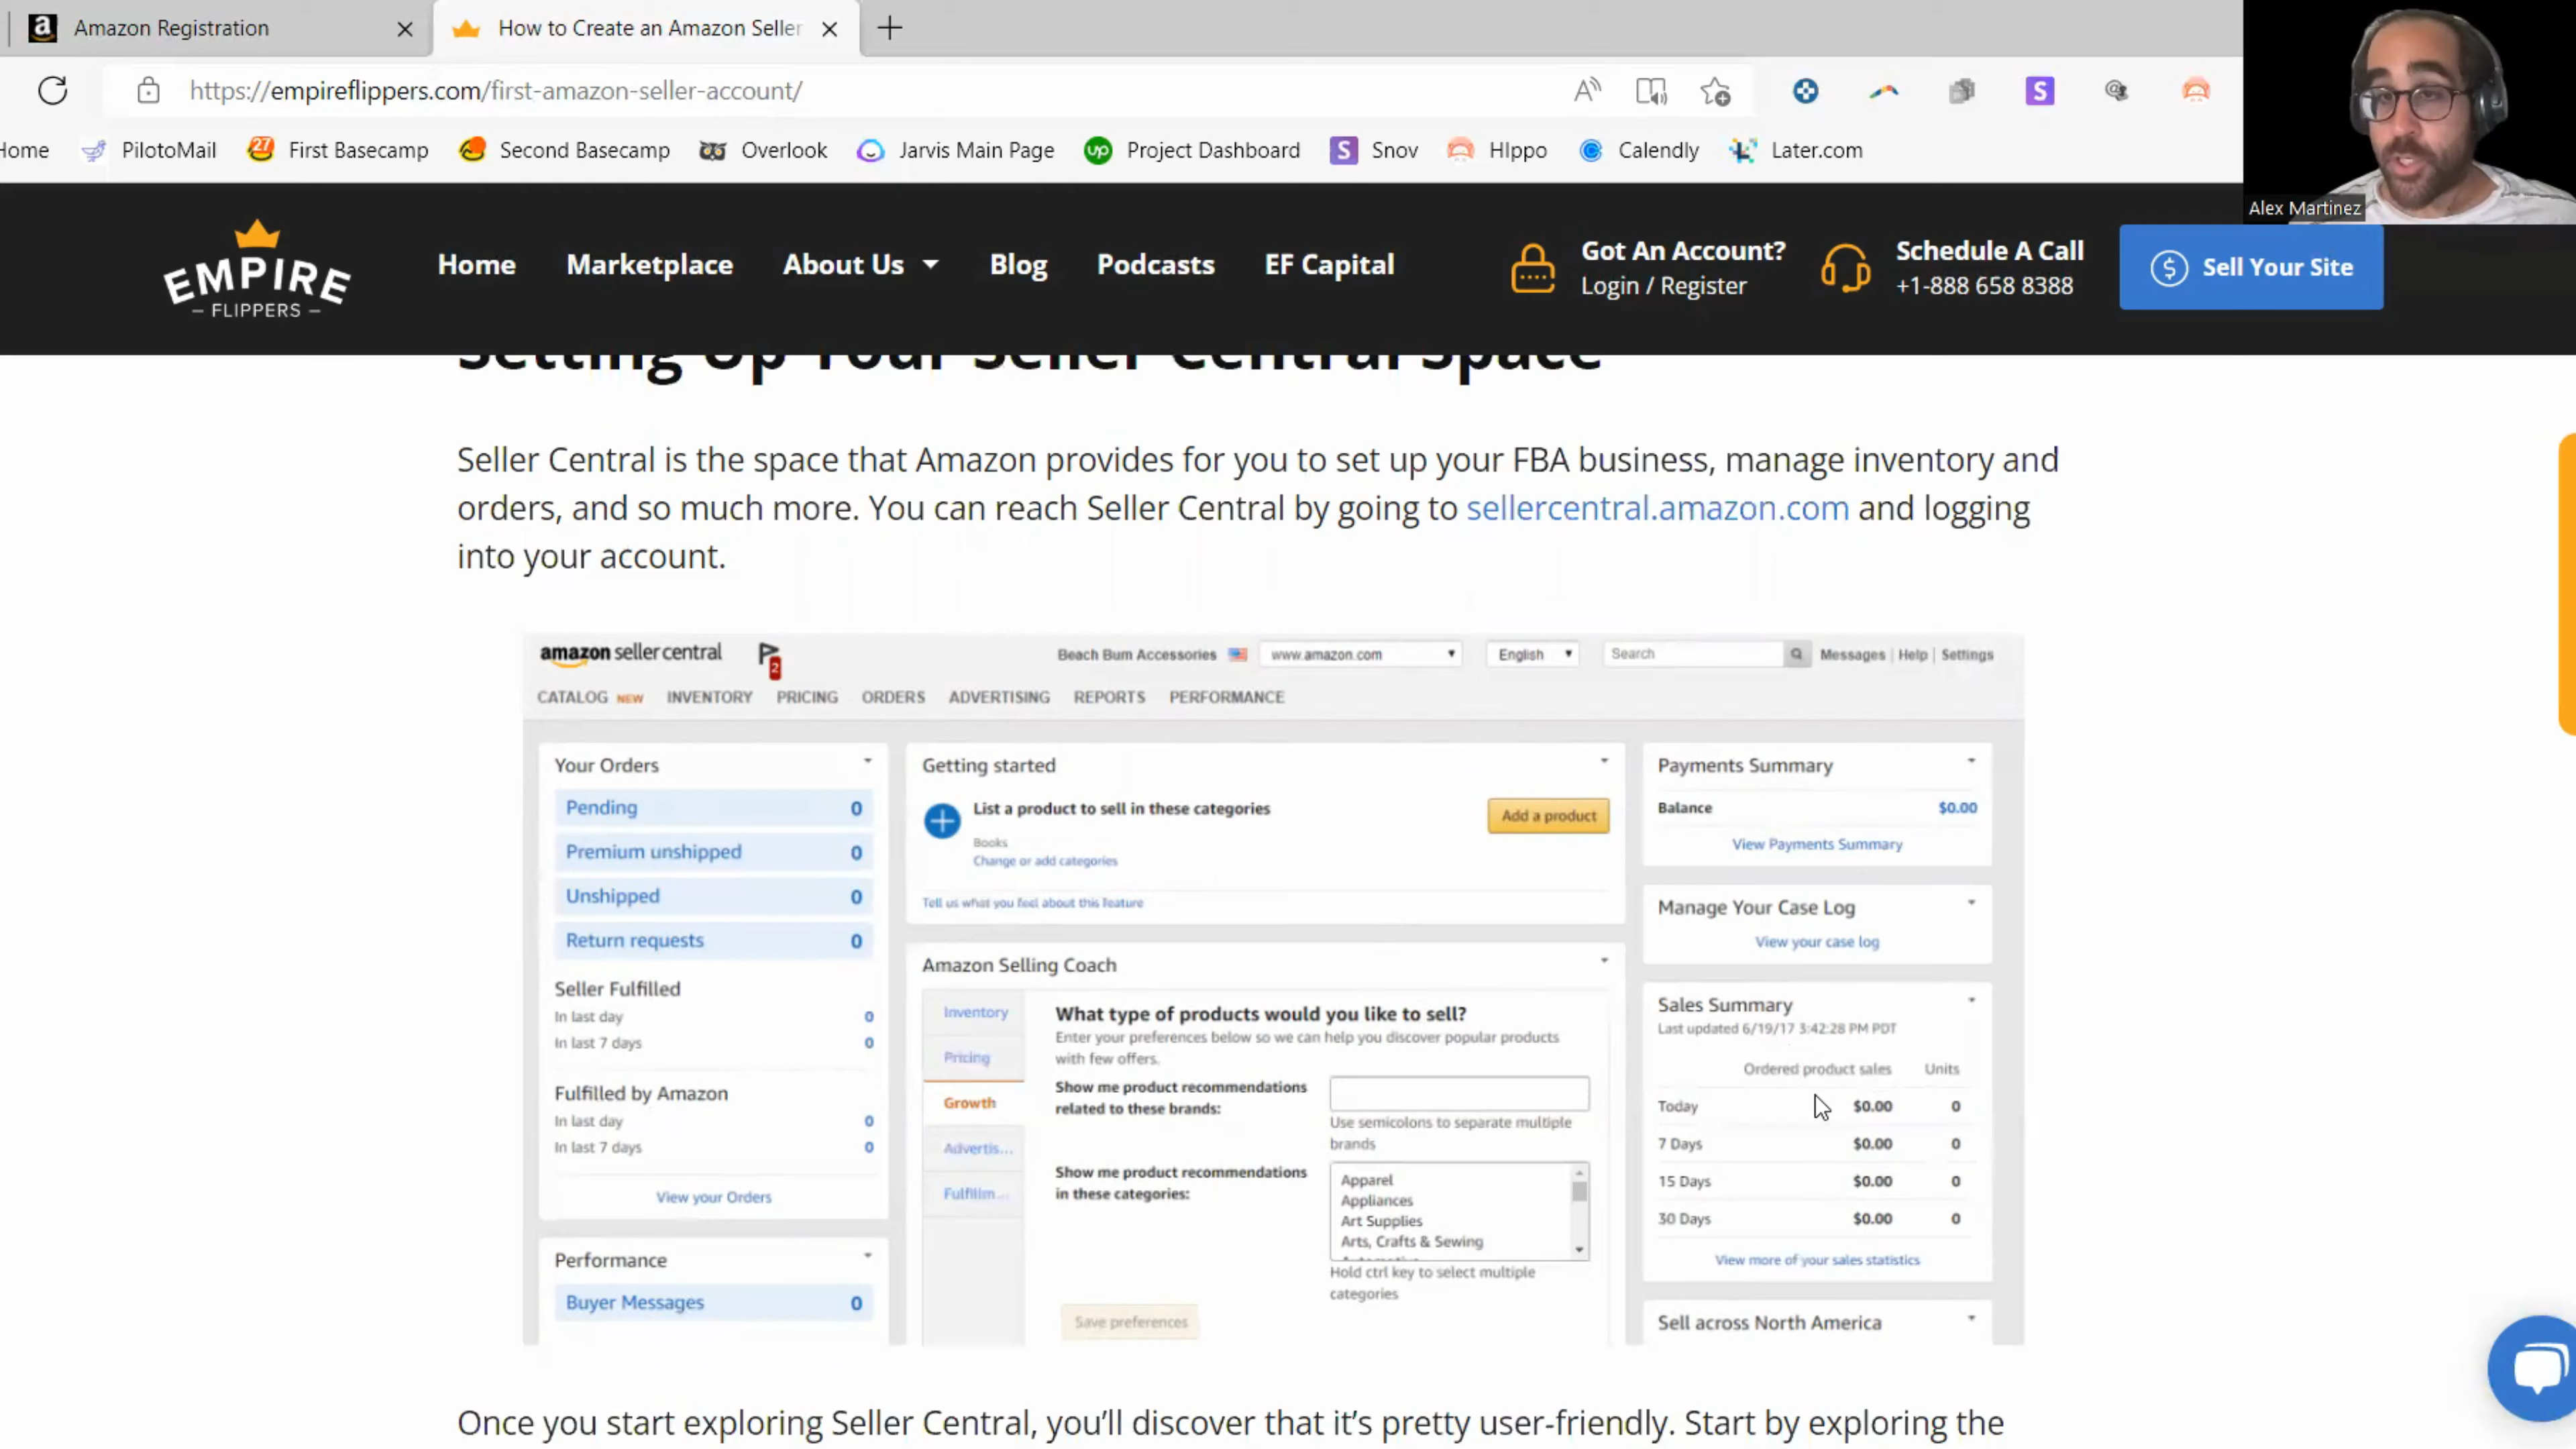 Amazon Registration
How to Create an Amazon Seller
https://empireflippers.com/first-amazon-seller-account/
Home PilotoMail First Basecamp Second Basecamp Overlook Jarvis Main Page Project Dashboard Snov HIppo Calendly Later.com
Alex Martinez
EMPIRE
– FLIPPERS –
Home Marketplace About Us Blog Podcasts EF Capital
Got An Account?
Login / Register
Schedule A Call
+1-888 658 8388
Sell Your Site
Setting Up Your Seller Central Space
Seller Central is the space that Amazon provides for you to set up your FBA business, manage inventory and
orders, and so much more. You can reach Seller Central by going to sellercentral.amazon.com and logging
into your account.
amazon seller central 2 Beach Bum Accessories www.amazon.com English Search Messages | Help | Settings
CATALOG NEW INVENTORY PRICING ORDERS ADVERTISING REPORTS PERFORMANCE
Your Orders
Pending 0
Premium unshipped 0
Unshipped 0
Return requests 0
Seller Fulfilled
In last day 0
In last 7 days 0
Fulfilled by Amazon
In last day 0
In last 7 days 0
View your Orders
Performance
Buyer Messages 0
Getting started
List a product to sell in these categories
Books
Change or add categories
Add a product
Tell us what you feel about this feature
Amazon Selling Coach
Inventory
Pricing
Growth
Advertis...
Fulfillm...
What type of products would you like to sell?
Enter your preferences below so we can help you discover popular products
with few offers.
Show me product recommendations
related to these brands:
Use semicolons to separate multiple
brands
Show me product recommendations
in these categories:
Apparel
Appliances
Art Supplies
Arts, Crafts & Sewing
Hold ctrl key to select multiple
categories
Save preferences
Payments Summary
Balance $0.00
View Payments Summary
Manage Your Case Log
View your case log
Sales Summary
Last updated 6/19/17 3:42:28 PM PDT
Ordered product sales Units
Today $0.00 0
7 Days $0.00 0
15 Days $0.00 0
30 Days $0.00 0
View more of your sales statistics
Sell across North America
Once you start exploring Seller Central, you'll discover that it's pretty user-friendly. Start by exploring the